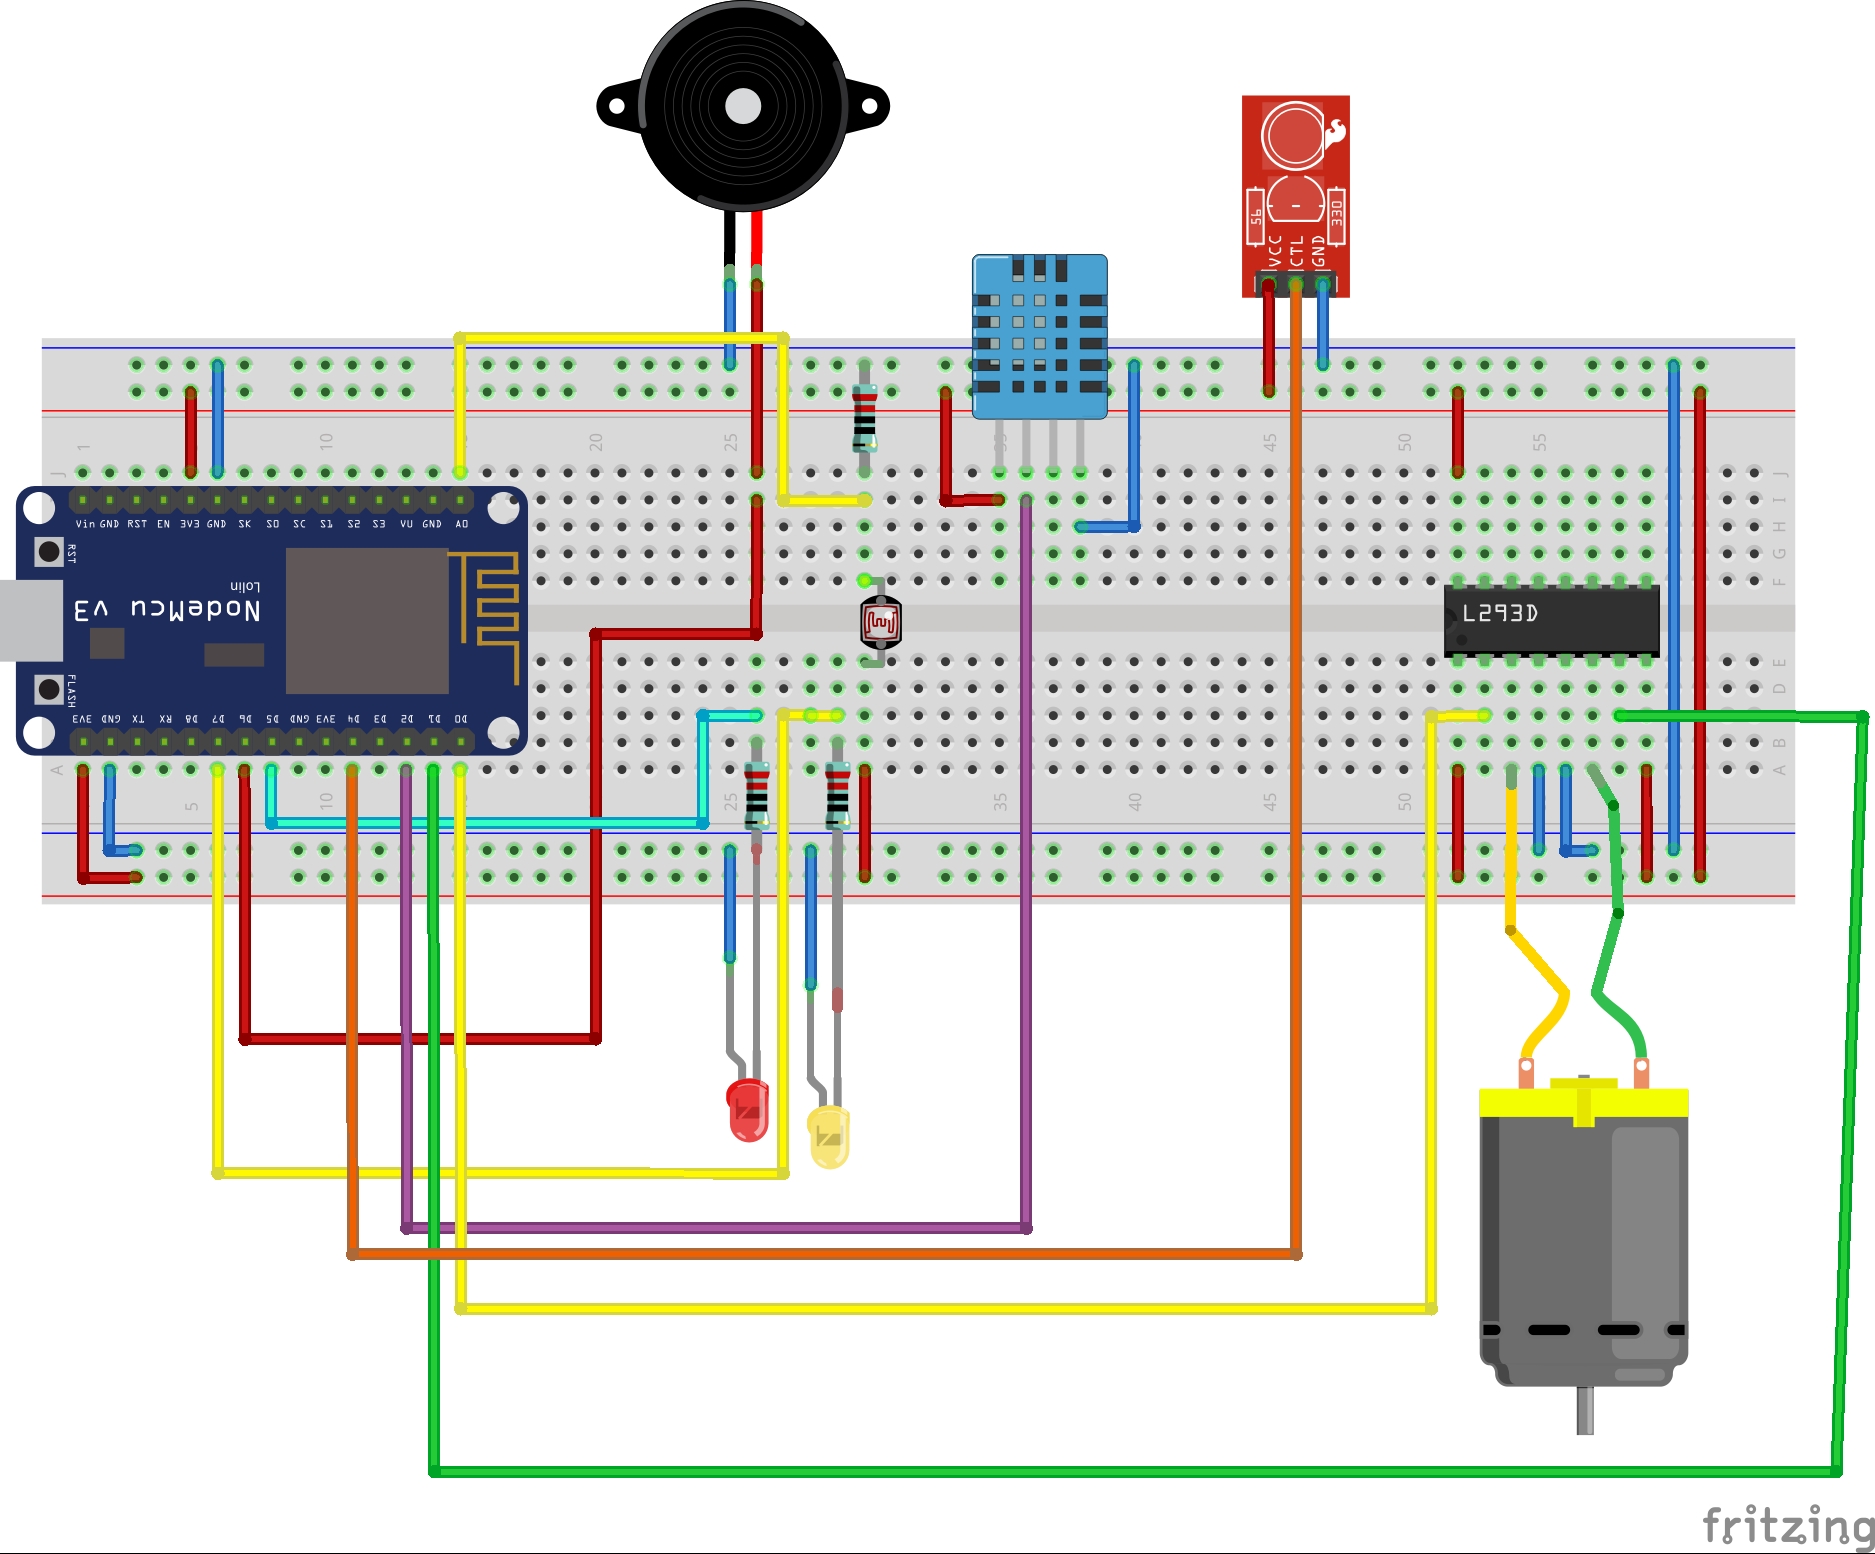 56
330
VCC
CTL
GND
1 10 20 25 35 45 50 55
J J
I
H
G
F
Vin GND RST EN 3V3 GND SK SO SC S1 S2 S3 VU GND A0
RST
Lolin
NodeMcu v3
L293D
FLASH
E
D
3V3 GND TX RX D8 D7 D6 D5 GND 3V3 D4 D3 D2 D1 D0
B
A A
5 10 25 35 40 45 50
fritzing